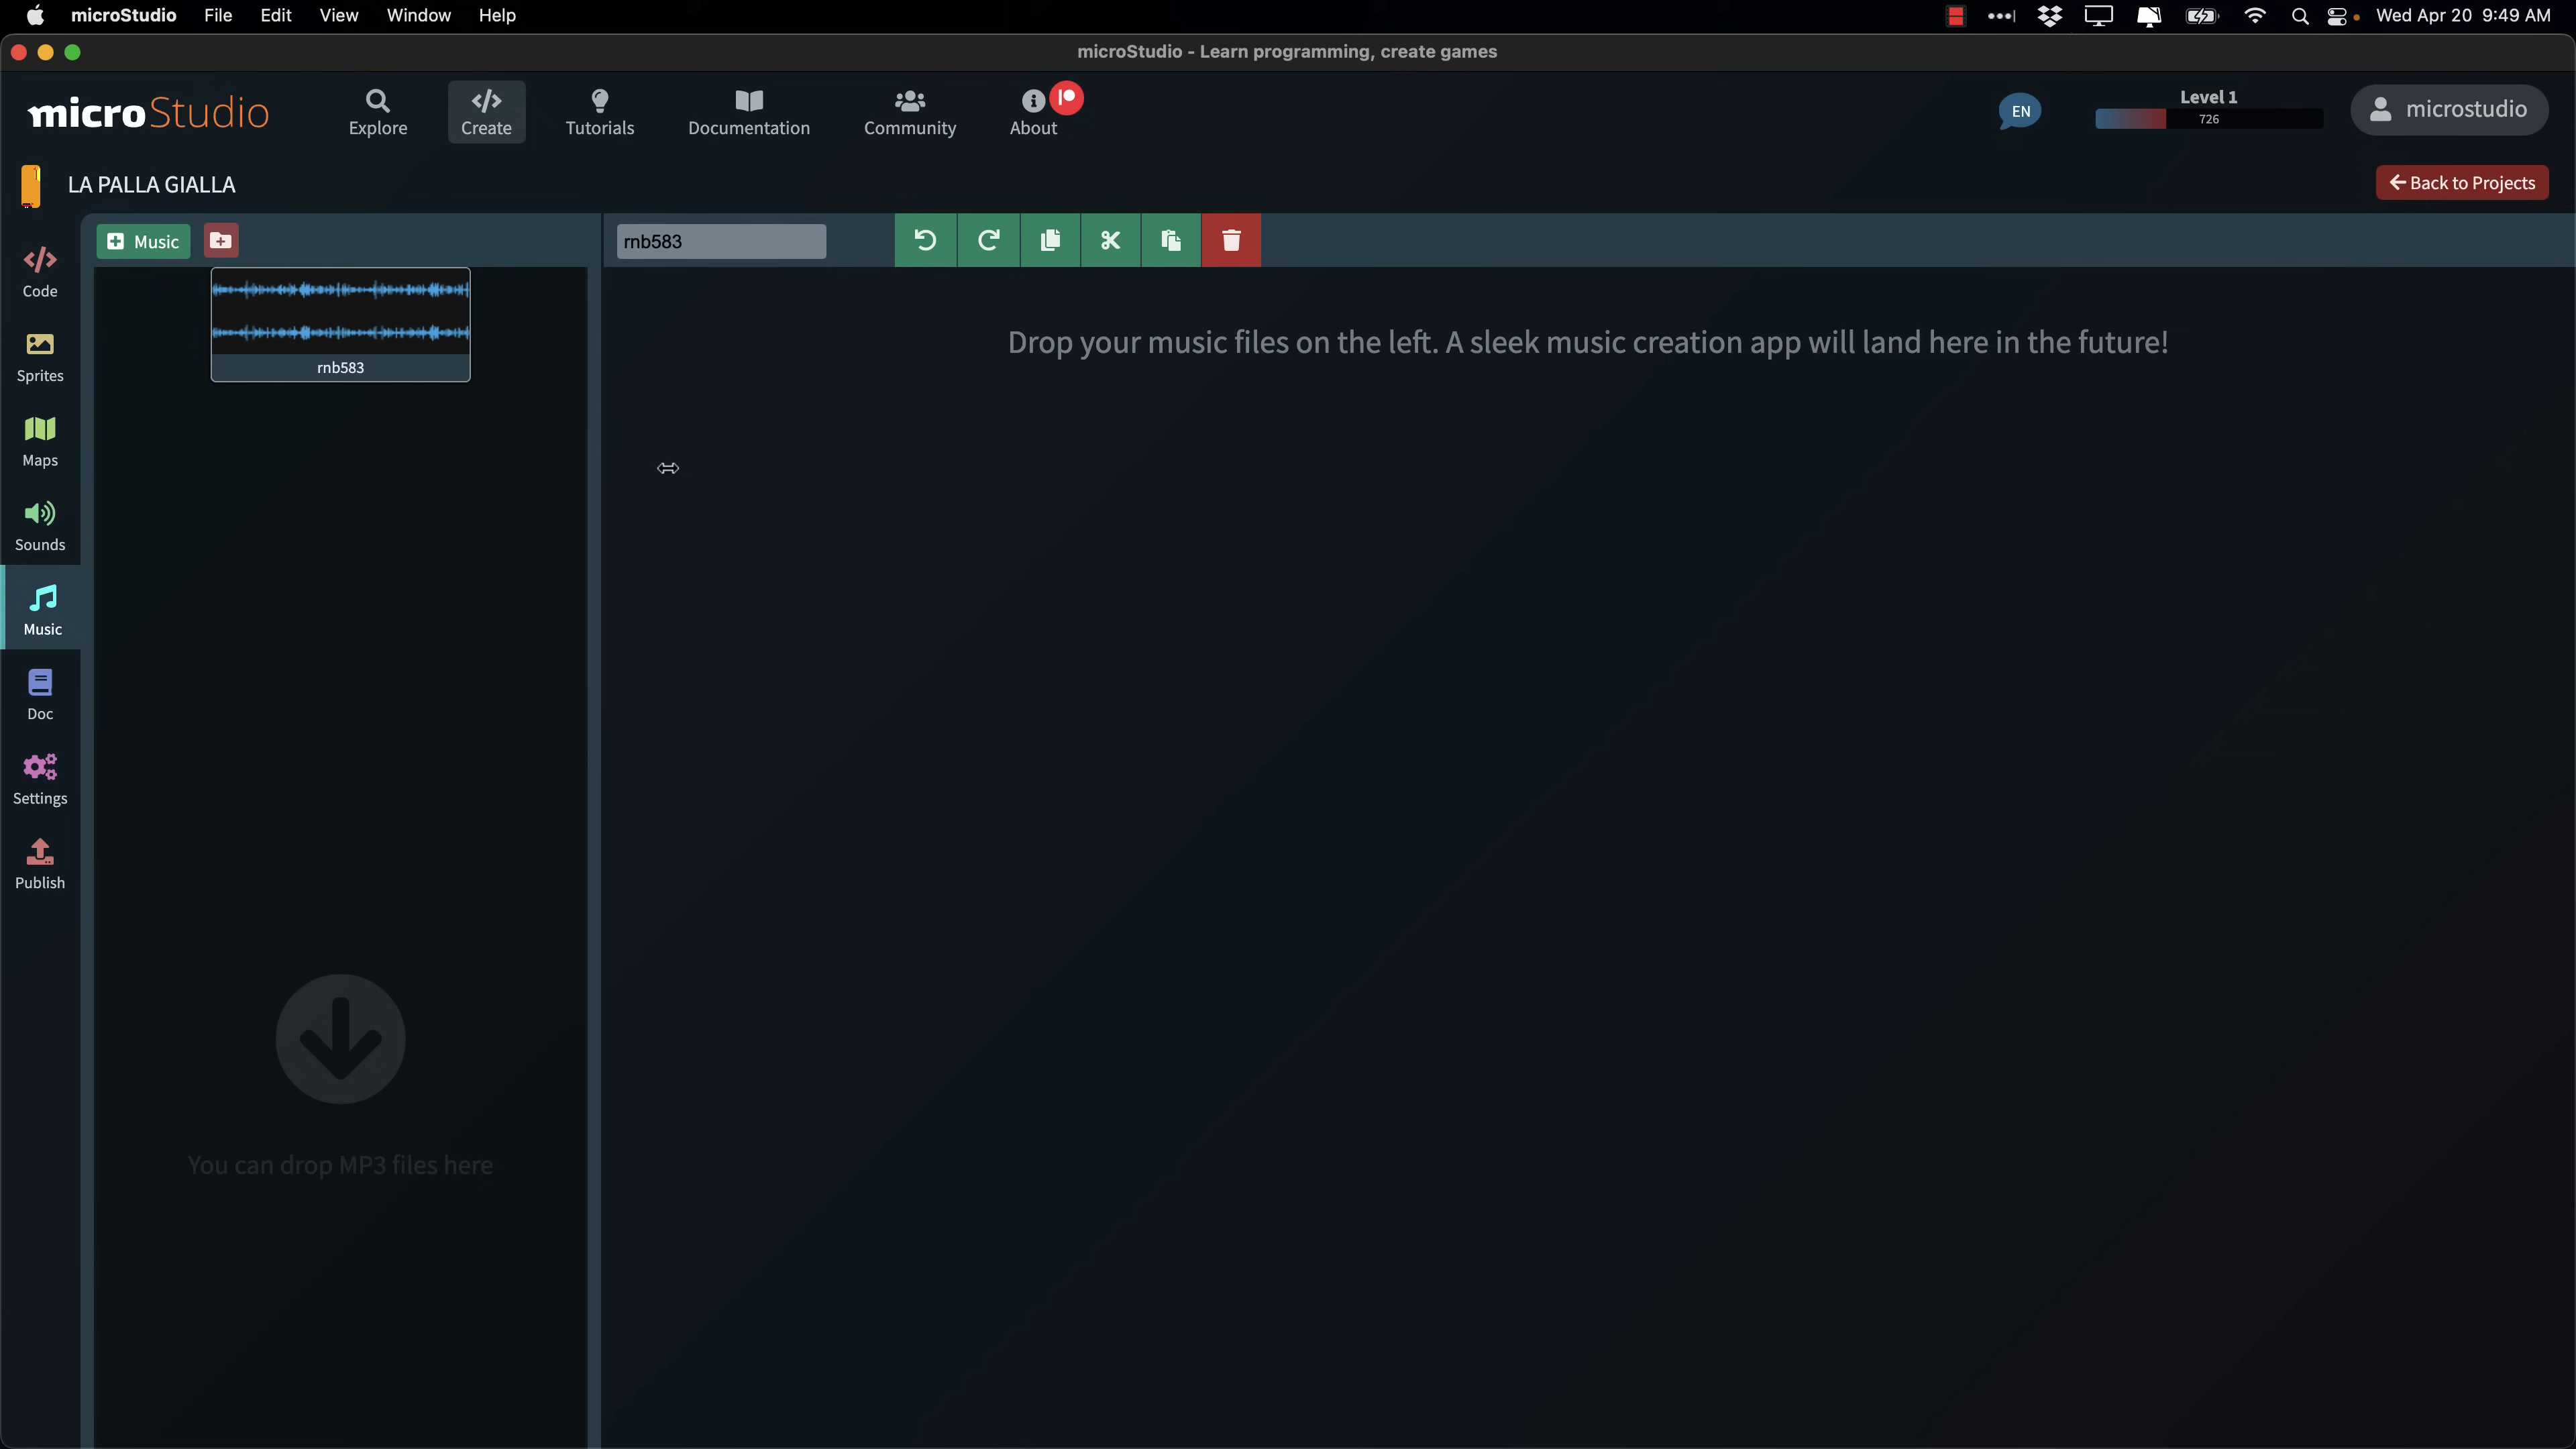 microStudio File Edit View Window Help Wed Apr 20 9:49 AM
microStudio - Learn programming, create games
microStudio Explore Create Tutorials Documentation Community About EN Level 1 726 microstudio
LA PALLA GIALLA Back to Projects
Music rnb583
Code
rnb583
Drop your music files on the left. A sleek music creation app will land here in the future!
Sprites
Maps
Sounds
Music
Doc
Settings
Publish
You can drop MP3 files here